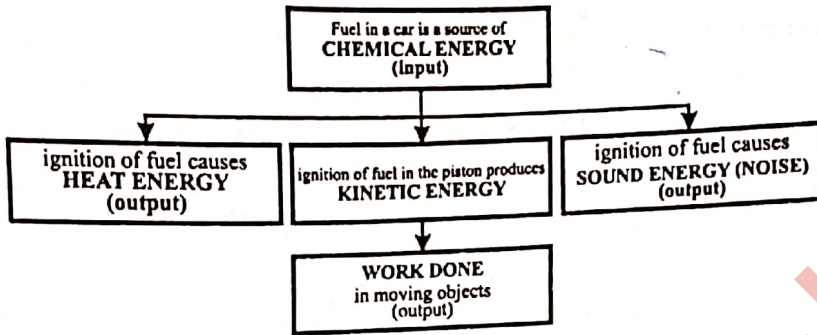 Fuel in a car is a source of
CHEMICAL ENERGY
(Input)
ignition of fuel causes
HEAT ENERGY
(output)
ignition of fuel in the piston produces
KINETIC ENERGY
ignition of fuel causes
SOUND ENERGY (NOISE)
(output)
WORK DONE
in moving objects
(output)